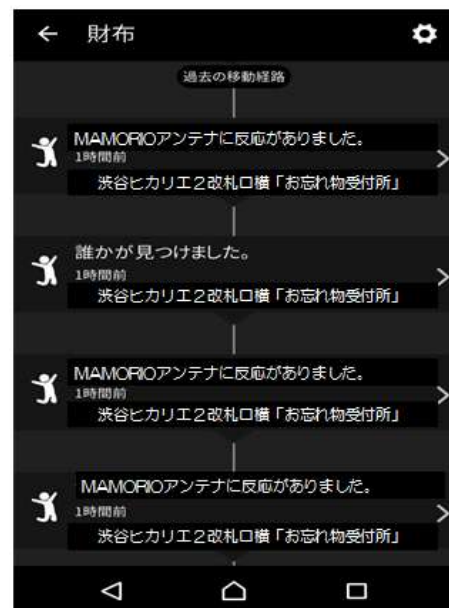 財布
過去の移動経路
MAMORIOアンテナに反応がありました。
1時間前
渋谷ヒカリエ2改札口横「お忘れ物受付所」
誰かが見つけました。
1時間前
渋谷ヒカリエ2改札口横「お忘れ物受付所」
MAMORIOアンテナに反応がありました。
1時間前
渋谷ヒカリエ2改札口横「お忘れ物受付所」
MAMORIOアンテナに反応がありました。
1時間前
渋谷ヒカリエ2改札口横「お忘れ物受付所」